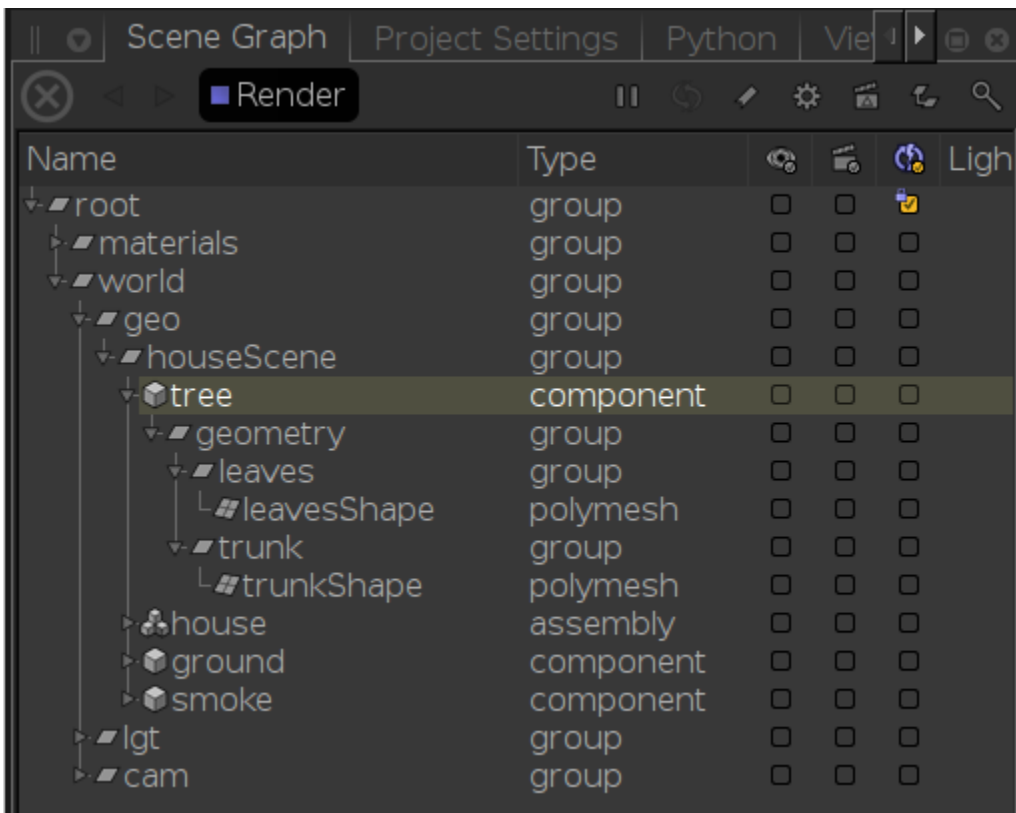 Scene Graph Project Settings Python Vie
Render
Name Type Ligh
root group
materials group
world group
geo group
houseScene group
tree component
geometry group
leaves group
leavesShape polymesh
trunk group
trunkShape polymesh
house assembly
ground component
smoke component
lgt group
cam group